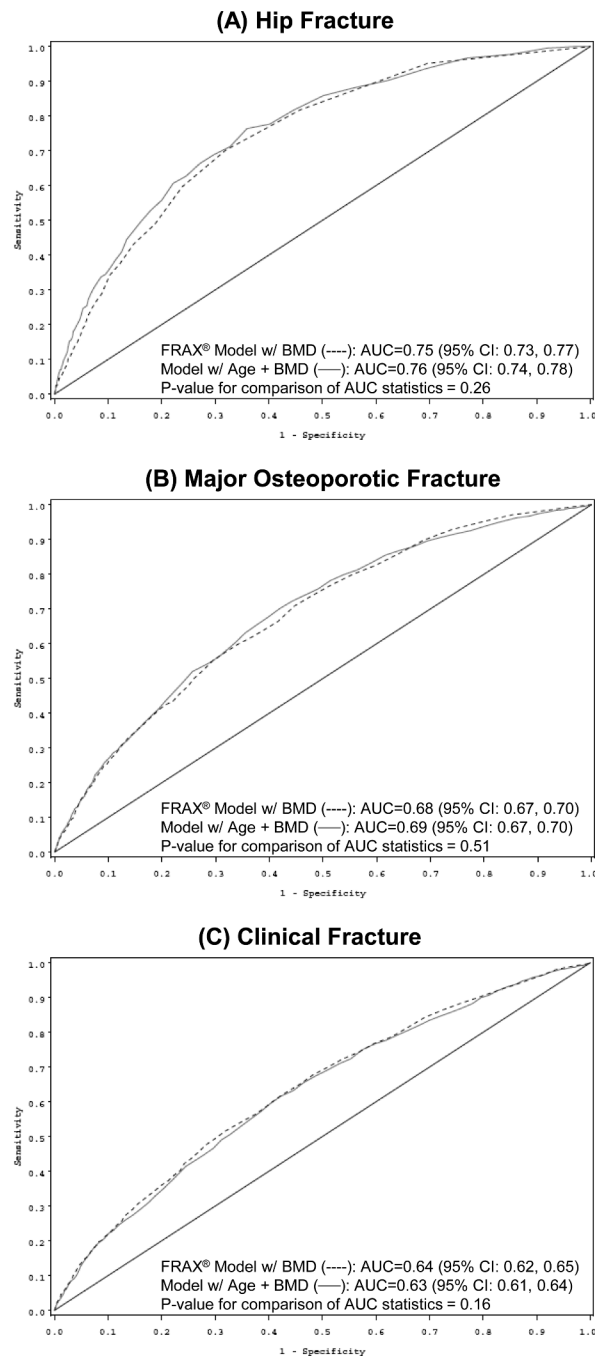 (A) Hip Fracture
1.0
0.9
0.8
0.7
0.6
0.5
0.4
0.3
0.2
0.1
0.0
Sensitivity
FRAX® Model w/ BMD (----): AUC=0.75 (95% CI: 0.73, 0.77)
Model w/ Age + BMD (—): AUC=0.76 (95% CI: 0.74, 0.78)
P-value for comparison of AUC statistics = 0.26
0.0 0.1 0.2 0.3 0.4 0.5 0.6 0.7 0.8 0.9 1.0
1 - Specificity
(B) Major Osteoporotic Fracture
1.0
0.9
0.8
0.7
0.6
0.5
0.4
0.3
0.2
0.1
0.0
Sensitivity
FRAX® Model w/ BMD (----): AUC=0.68 (95% CI: 0.67, 0.70)
Model w/ Age + BMD (—): AUC=0.69 (95% CI: 0.67, 0.70)
P-value for comparison of AUC statistics = 0.51
0.0 0.1 0.2 0.3 0.4 0.5 0.6 0.7 0.8 0.9 1.0
1 - Specificity
(C) Clinical Fracture
1.0
0.9
0.8
0.7
0.6
0.5
0.4
0.3
0.2
0.1
0.0
Sensitivity
FRAX® Model w/ BMD (----): AUC=0.64 (95% CI: 0.62, 0.65)
Model w/ Age + BMD (—): AUC=0.63 (95% CI: 0.61, 0.64)
P-value for comparison of AUC statistics = 0.16
0.0 0.1 0.2 0.3 0.4 0.5 0.6 0.7 0.8 0.9 1.0
1 - Specificity